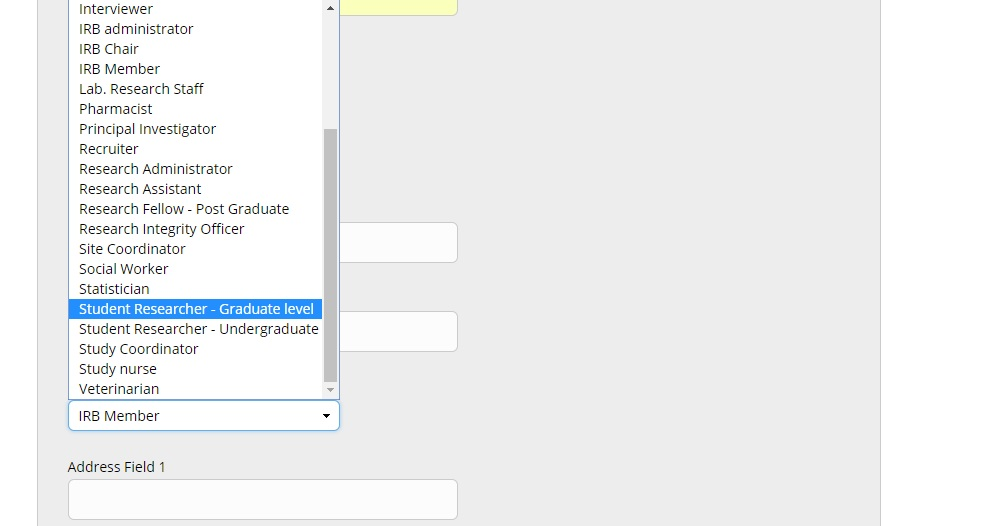 Interviewer
IRB administrator
IRB Chair
IRB Member
Lab. Research Staff
Pharmacist
Principal Investigator
Recruiter
Research Administrator
Research Assistant
Research Fellow - Post Graduate
Research Integrity Officer
Site Coordinator
Social Worker
Statistician
Student Researcher - Graduate level
Student Researcher - Undergraduate
Study Coordinator
Study nurse
Veterinarian
IRB Member
Address Field 1